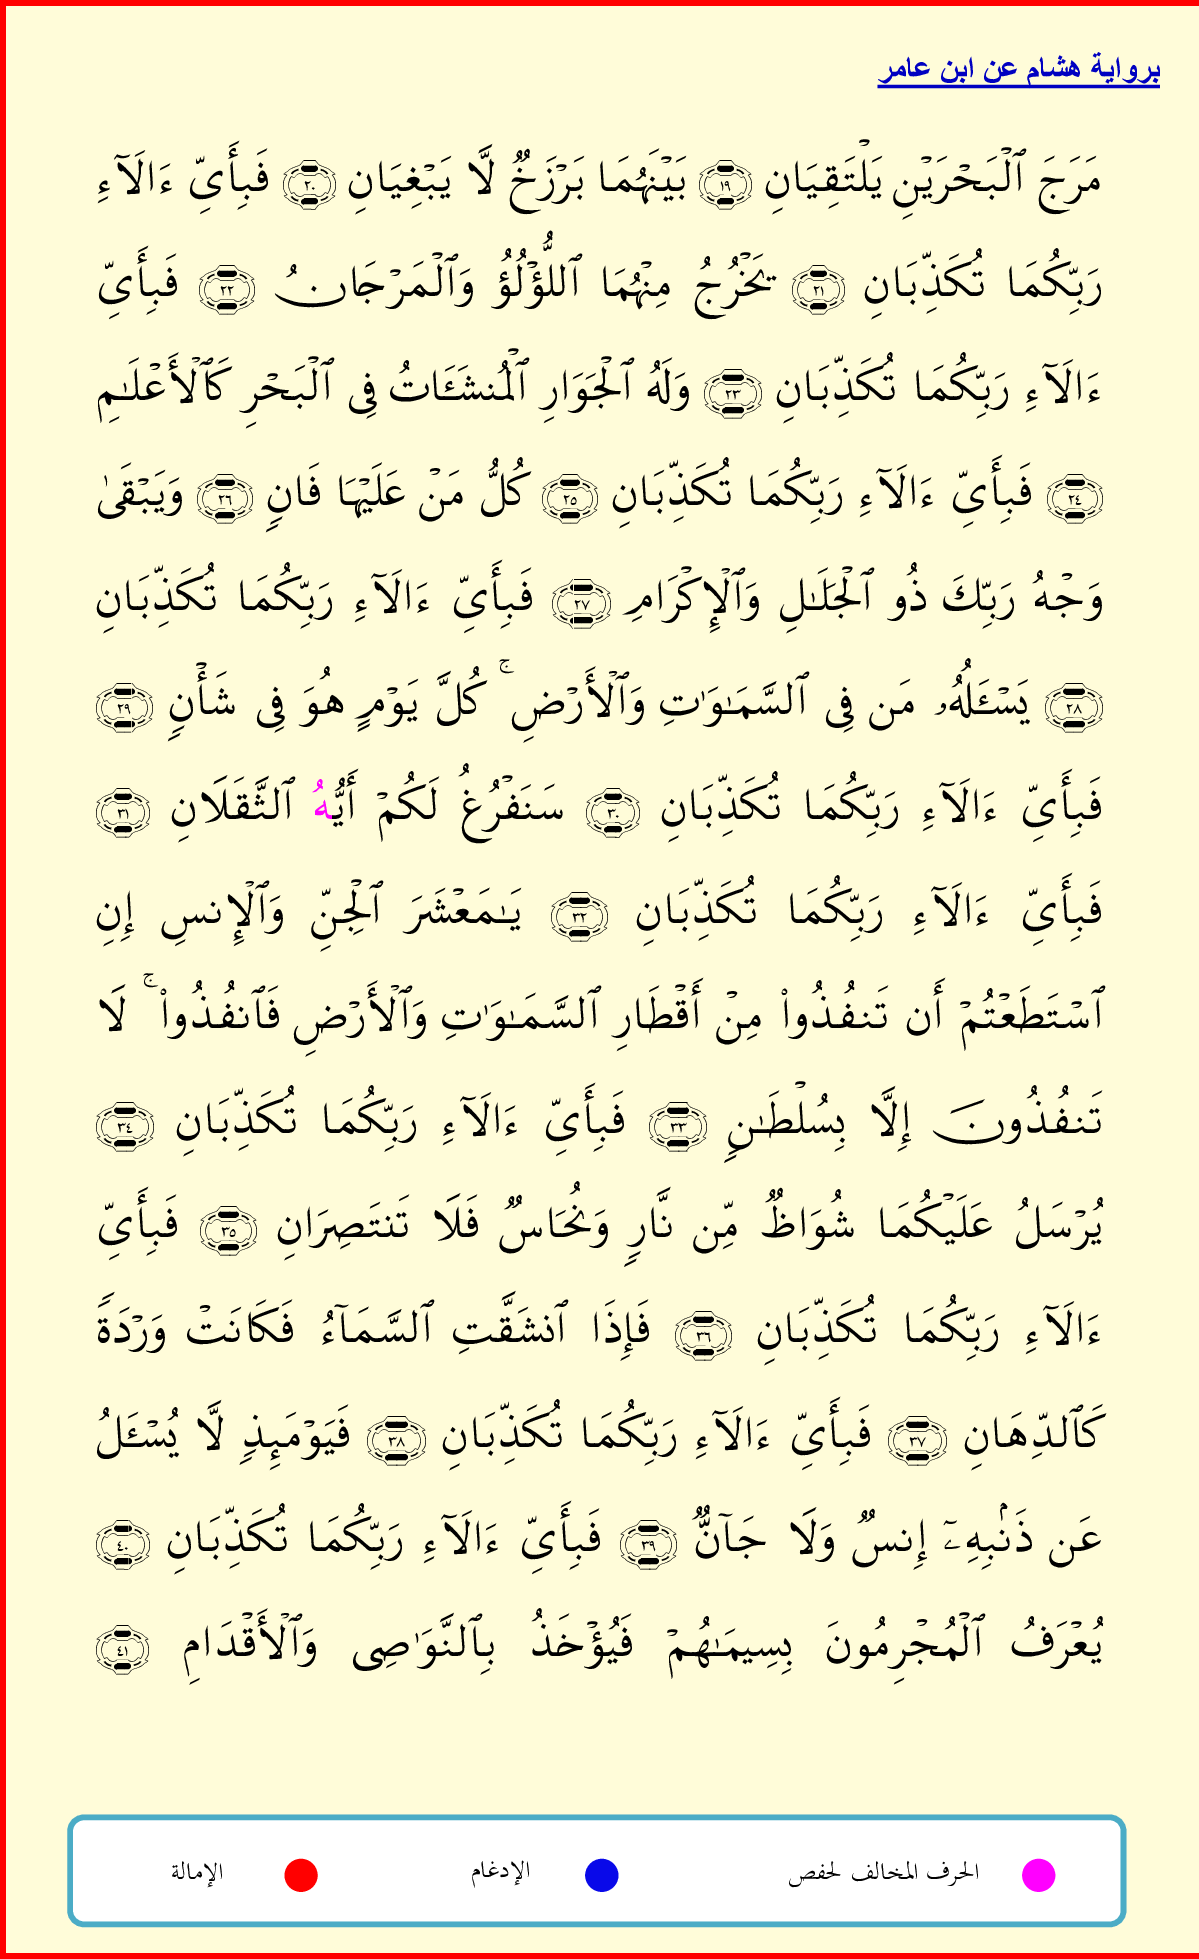 برواية هشام عن ابن عامر
مَرَجَ ٱلْبَحْرَيْنِ يَلْتَقِيَانِ ١٩ بَيْنَهُمَا بَرْزَخٌ لَّا يَبْغِيَانِ ٢٠ فَبِأَيِّ ءَالَآءِ
رَبِّكُمَا تُكَذِّبَانِ ٢١ يَخْرُجُ مِنْهُمَا ٱللُّؤْلُؤُ وَٱلْمَرْجَانُ ٢٢ فَبِأَيِّ
ءَالَآءِ رَبِّكُمَا تُكَذِّبَانِ ٢٣ وَلَهُ ٱلْجَوَارِ ٱلْمُنشَـَٔاتُ فِى ٱلْبَحْرِ كَٱلْأَعْلَـٰمِ
٢٤ فَبِأَيِّ ءَالَآءِ رَبِّكُمَا تُكَذِّبَانِ ٢٥ كُلُّ مَنْ عَلَيْهَا فَانٍ ٢٦ وَيَبْقَىٰ
وَجْهُ رَبِّكَ ذُو ٱلْجَلَـٰلِ وَٱلْإِكْرَامِ ٢٧ فَبِأَيِّ ءَالَآءِ رَبِّكُمَا تُكَذِّبَانِ
٢٨ يَسْـَٔلُهُۥ مَن فِى ٱلسَّمَـٰوَٰتِ وَٱلْأَرْضِ ۚ كُلَّ يَوْمٍ هُوَ فِى شَأْنٍ ٢٩
فَبِأَيِّ ءَالَآءِ رَبِّكُمَا تُكَذِّبَانِ ٣٠ سَنَفْرُغُ لَكُمْ أَيُّهُ ٱلثَّقَلَانِ ٣١
فَبِأَيِّ ءَالَآءِ رَبِّكُمَا تُكَذِّبَانِ ٣٢ يَـٰمَعْشَرَ ٱلْجِنِّ وَٱلْإِنسِ إِنِ
ٱسْتَطَعْتُمْ أَن تَنفُذُوا۟ مِنْ أَقْطَارِ ٱلسَّمَـٰوَٰتِ وَٱلْأَرْضِ فَٱنفُذُوا۟ ۚ لَا
تَنفُذُونَ إِلَّا بِسُلْطَـٰنٍ ٣٣ فَبِأَيِّ ءَالَآءِ رَبِّكُمَا تُكَذِّبَانِ ٣٤
يُرْسَلُ عَلَيْكُمَا شُوَاظٌ مِّن نَّارٍ وَنُحَاسٌ فَلَا تَنتَصِرَانِ ٣٥ فَبِأَيِّ
ءَالَآءِ رَبِّكُمَا تُكَذِّبَانِ ٣٦ فَإِذَا ٱنشَقَّتِ ٱلسَّمَآءُ فَكَانَتْ وَرْدَةً
كَٱلدِّهَانِ ٣٧ فَبِأَيِّ ءَالَآءِ رَبِّكُمَا تُكَذِّبَانِ ٣٨ فَيَوْمَئِذٍ لَّا يُسْـَٔلُ
عَن ذَنۢبِهِۦٓ إِنسٌ وَلَا جَآنٌّ ٣٩ فَبِأَيِّ ءَالَآءِ رَبِّكُمَا تُكَذِّبَانِ ٤٠
يُعْرَفُ ٱلْمُجْرِمُونَ بِسِيمَـٰهُمْ فَيُؤْخَذُ بِٱلنَّوَٰصِى وَٱلْأَقْدَامِ ٤١
الحرف المخالف لحفص الإدغام الإمالة